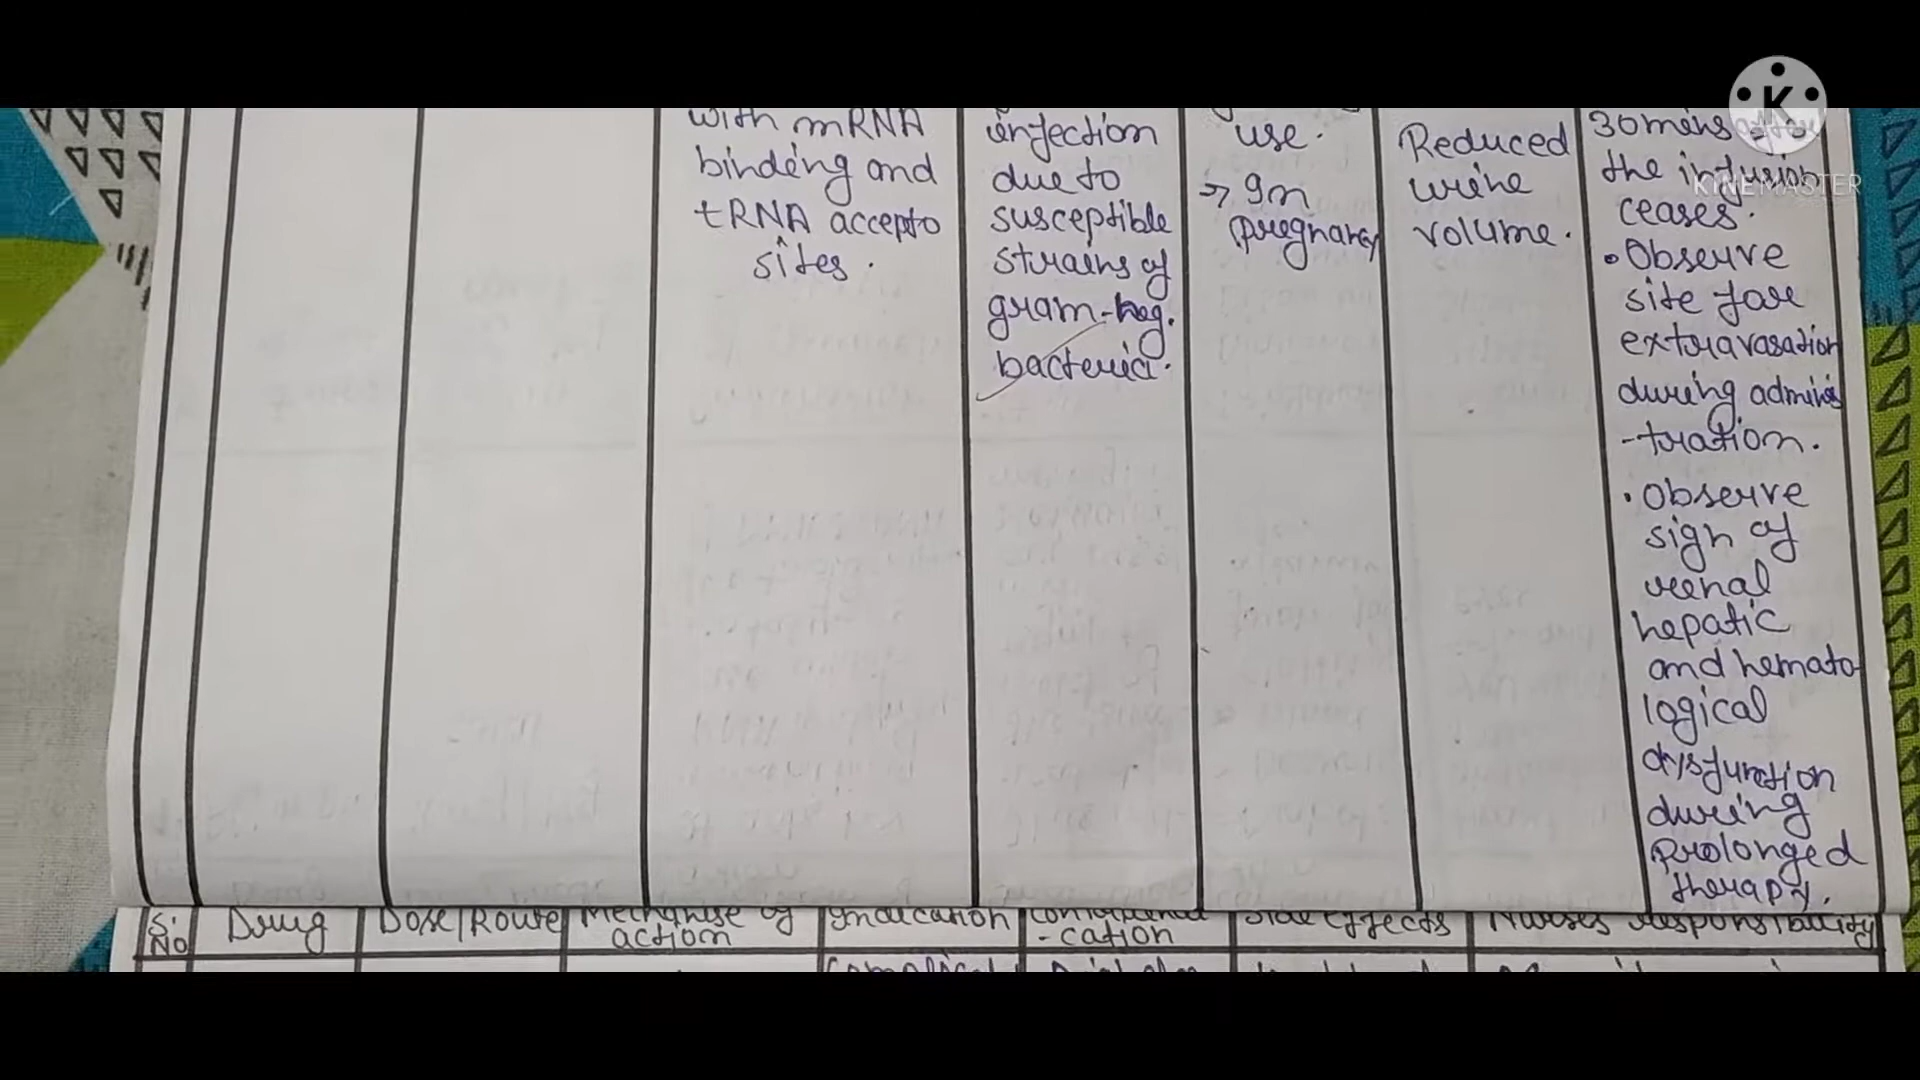 with mRNA
binding and
tRNA accepto
sites.
infection
due to
susceptible
strains of
gram-neg.
bacterici.
use.
→ In
pregnancy
Reduced
urine
volume.
30mins after
the infusion
ceases.
• Observe
site for
extravasation
during adminis
-tration.
• Observe
sign of
renal
hepatic
and hemato-
logical
dysfunction
during
prolonged
therapy.
S.
No
Drug
Dose/Route
Mechanise of
action
Indication
-cation
Side effects
Nurses responsibility
K
KINEMASTER